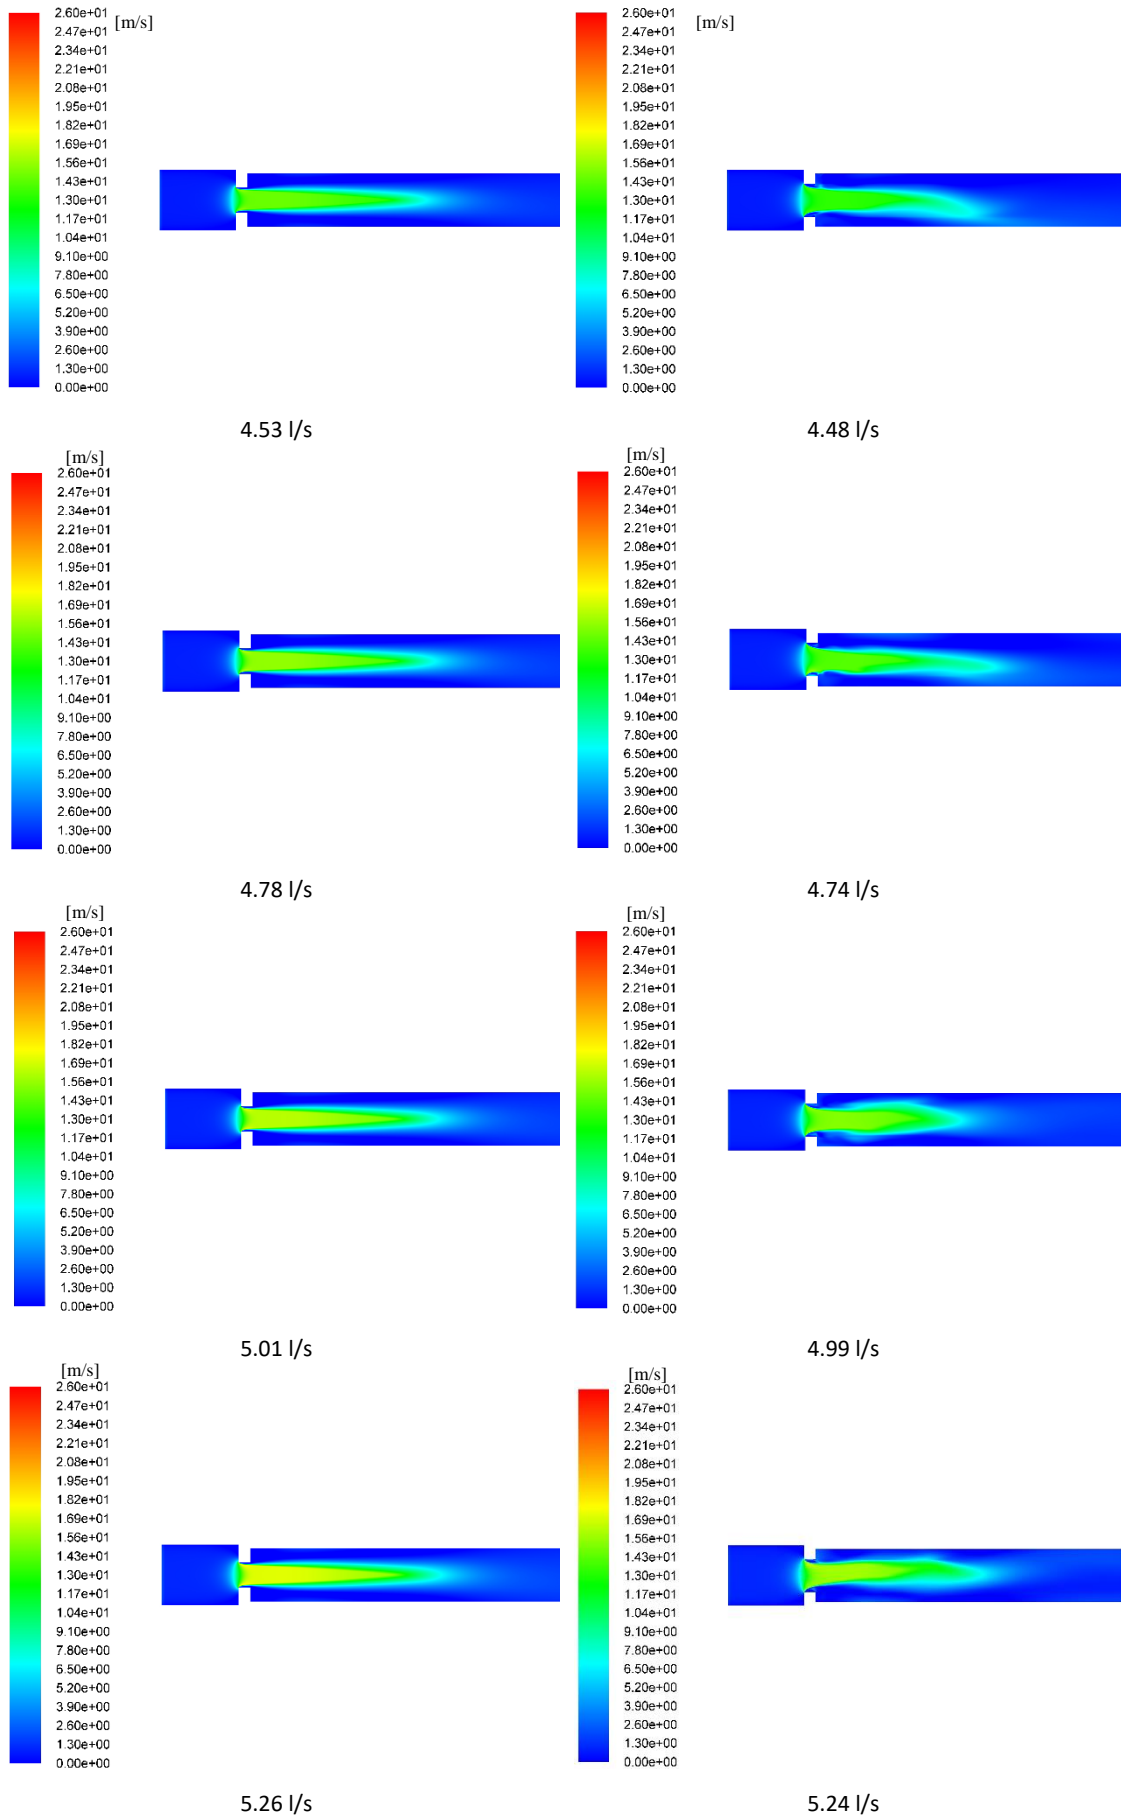 2.60e+01
[m/s]
2.47e+01
2.34e+01
2.21e+01
2.08e+01
1.95e+01
1.82e+01
1.69e+01
1.56e+01
1.43e+01
1.30e+01
1.17e+01
1.04e+01
9.10e+00
7.80e+00
6.50e+00
5.20e+00
3.90e+00
2.60e+00
1.30e+00
0.00e+00
4.53 l/s
2.60e+01
[m/s]
2.47e+01
2.34e+01
2.21e+01
2.08e+01
1.95e+01
1.82e+01
1.69e+01
1.56e+01
1.43e+01
1.30e+01
1.17e+01
1.04e+01
9.10e+00
7.80e+00
6.50e+00
5.20e+00
3.90e+00
2.60e+00
1.30e+00
0.00e+00
4.48 l/s
[m/s]
2.60e+01
2.47e+01
2.34e+01
2.21e+01
2.08e+01
1.95e+01
1.82e+01
1.69e+01
1.56e+01
1.43e+01
1.30e+01
1.17e+01
1.04e+01
9.10e+00
7.80e+00
6.50e+00
5.20e+00
3.90e+00
2.60e+00
1.30e+00
0.00e+00
4.78 l/s
[m/s]
2.60e+01
2.47e+01
2.34e+01
2.21e+01
2.08e+01
1.95e+01
1.82e+01
1.69e+01
1.56e+01
1.43e+01
1.30e+01
1.17e+01
1.04e+01
9.10e+00
7.80e+00
6.50e+00
5.20e+00
3.90e+00
2.60e+00
1.30e+00
0.00e+00
4.74 l/s
[m/s]
2.60e+01
2.47e+01
2.34e+01
2.21e+01
2.08e+01
1.95e+01
1.82e+01
1.69e+01
1.56e+01
1.43e+01
1.30e+01
1.17e+01
1.04e+01
9.10e+00
7.80e+00
6.50e+00
5.20e+00
3.90e+00
2.60e+00
1.30e+00
0.00e+00
5.01 l/s
[m/s]
2.60e+01
2.47e+01
2.34e+01
2.21e+01
2.08e+01
1.95e+01
1.82e+01
1.69e+01
1.56e+01
1.43e+01
1.30e+01
1.17e+01
1.04e+01
9.10e+00
7.80e+00
6.50e+00
5.20e+00
3.90e+00
2.60e+00
1.30e+00
0.00e+00
4.99 l/s
[m/s]
2.60e+01
2.47e+01
2.34e+01
2.21e+01
2.08e+01
1.95e+01
1.82e+01
1.69e+01
1.56e+01
1.43e+01
1.30e+01
1.17e+01
1.04e+01
9.10e+00
7.80e+00
6.50e+00
5.20e+00
3.90e+00
2.60e+00
1.30e+00
0.00e+00
5.26 l/s
[m/s]
2.60e+01
2.47e+01
2.34e+01
2.21e+01
2.08e+01
1.95e+01
1.82e+01
1.69e+01
1.56e+01
1.43e+01
1.30e+01
1.17e+01
1.04e+01
9.10e+00
7.80e+00
6.50e+00
5.20e+00
3.90e+00
2.60e+00
1.30e+00
0.00e+00
5.24 l/s